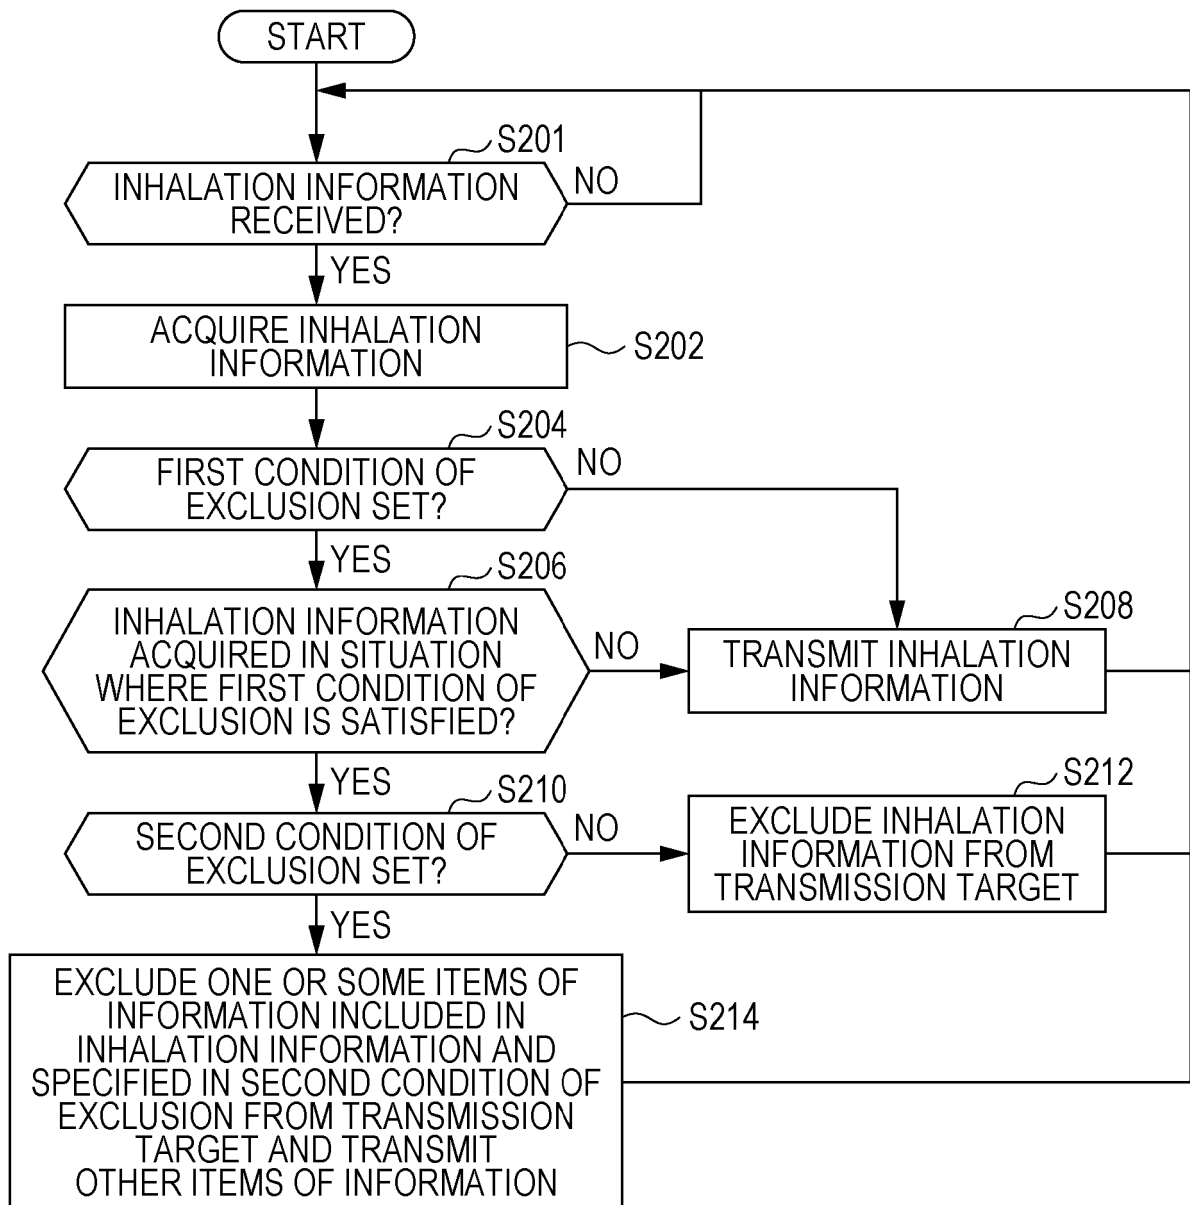 START
S201
INHALATION INFORMATION
RECEIVED?
NO
YES
ACQUIRE INHALATION
INFORMATION
S202
S204
FIRST CONDITION OF
EXCLUSION SET?
NO
YES
S206
INHALATION INFORMATION
ACQUIRED IN SITUATION
WHERE FIRST CONDITION OF
EXCLUSION IS SATISFIED?
NO
S208
TRANSMIT INHALATION
INFORMATION
YES
S210
SECOND CONDITION OF
EXCLUSION SET?
NO
S212
EXCLUDE INHALATION
INFORMATION FROM
TRANSMISSION TARGET
YES
EXCLUDE ONE OR SOME ITEMS OF
INFORMATION INCLUDED IN
INHALATION INFORMATION AND
SPECIFIED IN SECOND CONDITION OF
EXCLUSION FROM TRANSMISSION
TARGET AND TRANSMIT
OTHER ITEMS OF INFORMATION
S214